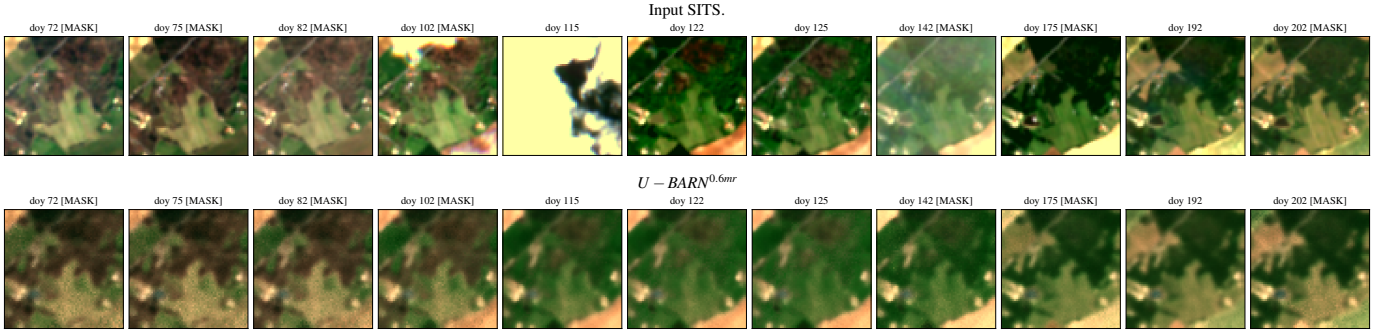 Input SITS.
doy 72 [MASK] doy 75 [MASK] doy 82 [MASK] doy 102 [MASK] doy 115 doy 122 doy 125 doy 142 [MASK] doy 175 [MASK] doy 192 doy 202 [MASK]
U − BARN^{0.6mr}
doy 72 [MASK] doy 75 [MASK] doy 82 [MASK] doy 102 [MASK] doy 115 doy 122 doy 125 doy 142 [MASK] doy 175 [MASK] doy 192 doy 202 [MASK]